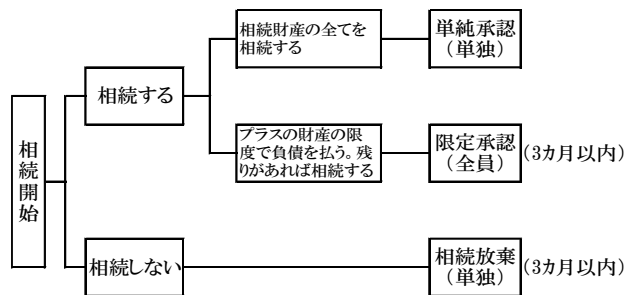 相続開始
相続する
相続財産の全てを
相続する
単純承認
（単独）
プラスの財産の限
度で負債を払う。残
りがあれば相続する
限定承認
（全員）
（3カ月以内）
相続しない
相続放棄
（単独）
（3カ月以内）